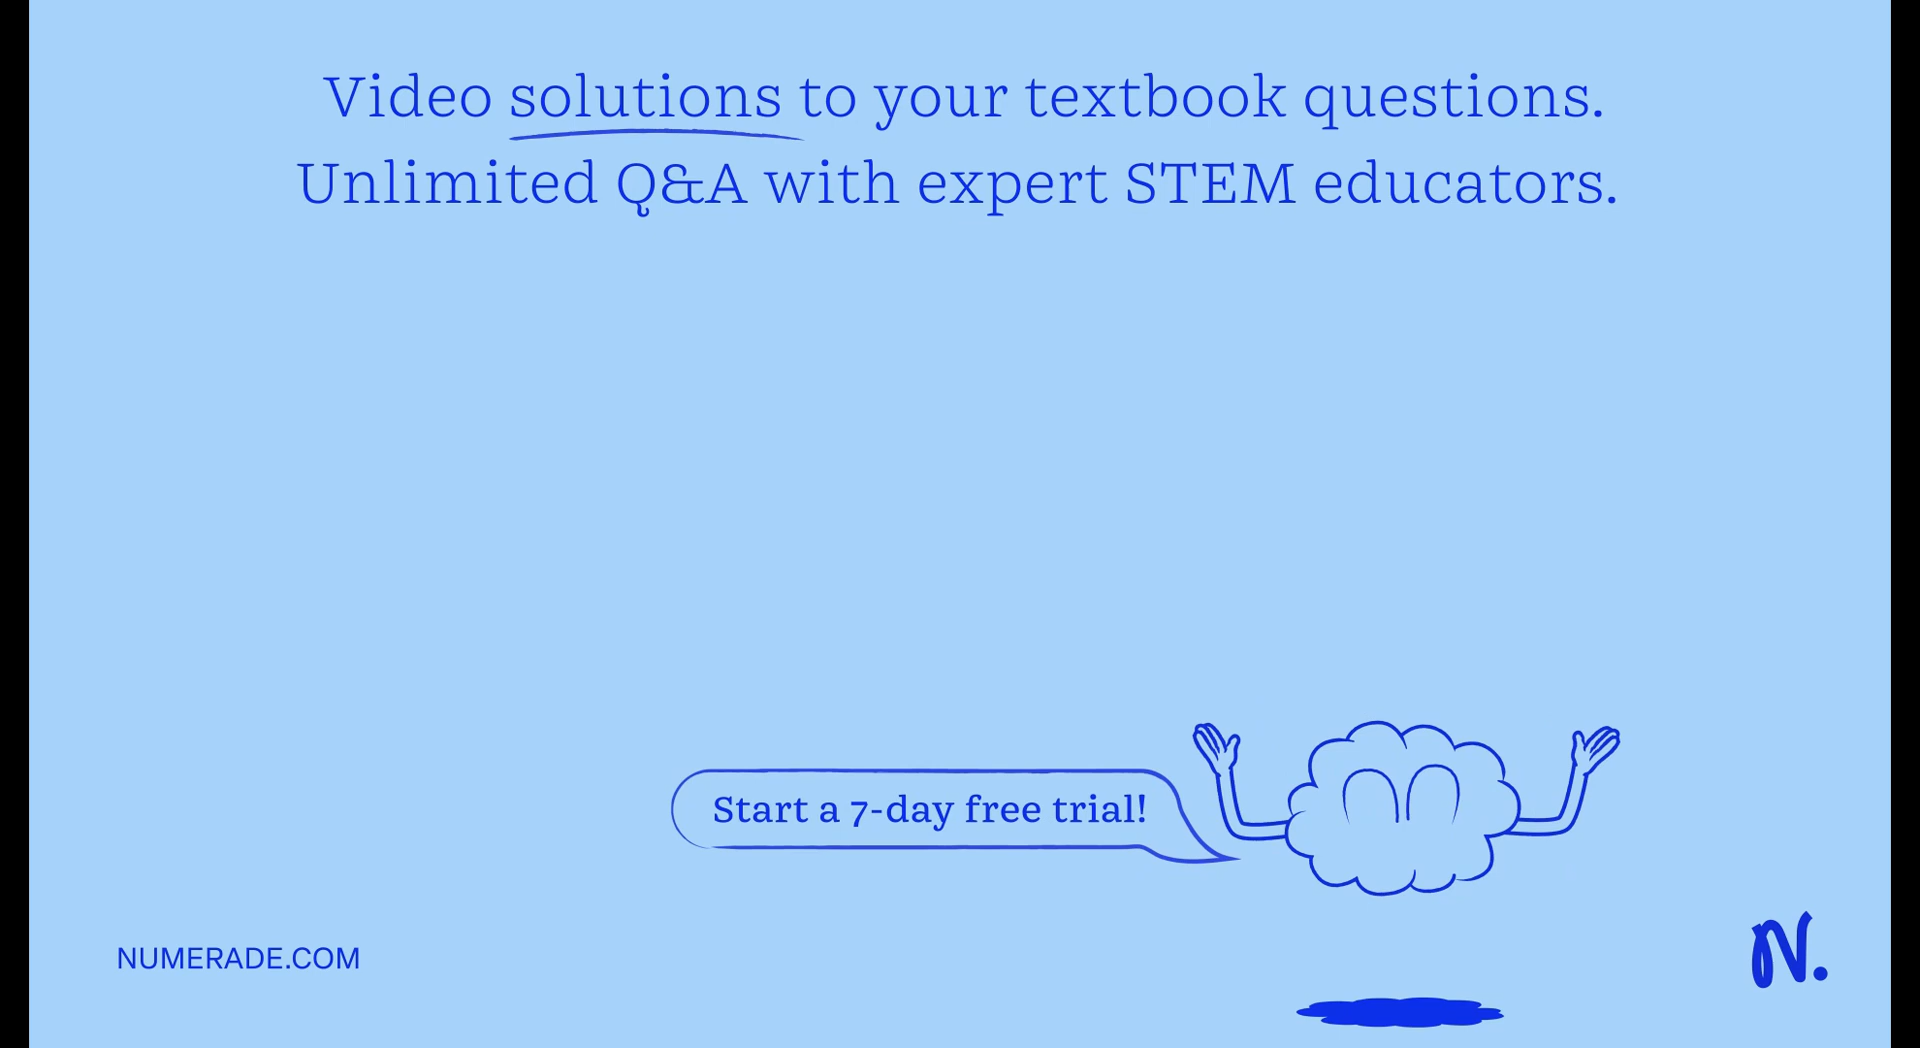 Video solutions to your textbook questions.
Unlimited Q&A with expert STEM educators.
Start a 7-day free trial!
NUMERADE.COM
N.